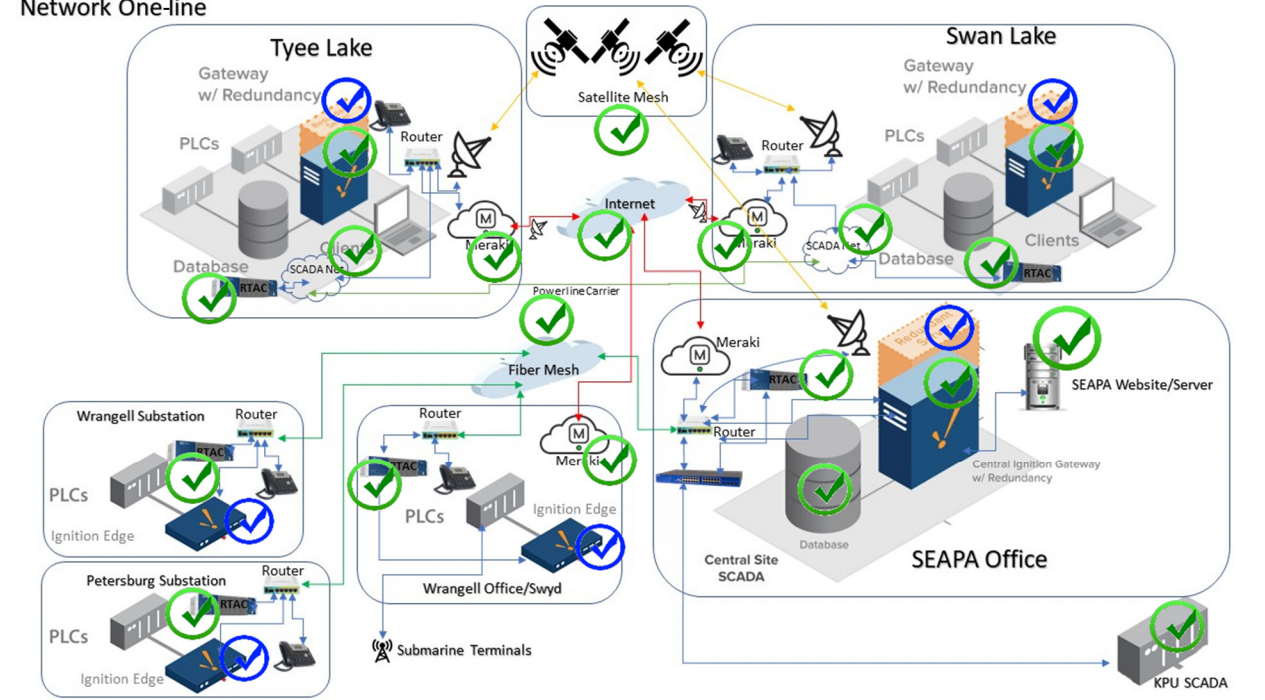 Network One-line
Tyee Lake
Gateway
w/ Redundancy
PLCs
Router
Clients
Database
SCADA Net
RTAC
M
Meraki
Satellite Mesh
Internet
Swan Lake
Gateway
w/ Redundancy
PLCs
Router
M
Meraki
SCADA Net
Clients
Database
RTAC
Powerline Carrier
Fiber Mesh
Wrangell Substation
Router
RTAC
PLCs
Ignition Edge
Petersburg Substation
Router
RTAC
PLCs
Ignition Edge
Router
M
Meraki
RTAC
PLCs
Ignition Edge
Wrangell Office/Swyd
Submarine Terminals
M
Meraki
RTAC
Router
Redundant
SEAPA Website/Server
Central Ignition Gateway
w/ Redundancy
Database
Central Site
SCADA
SEAPA Office
KPU SCADA